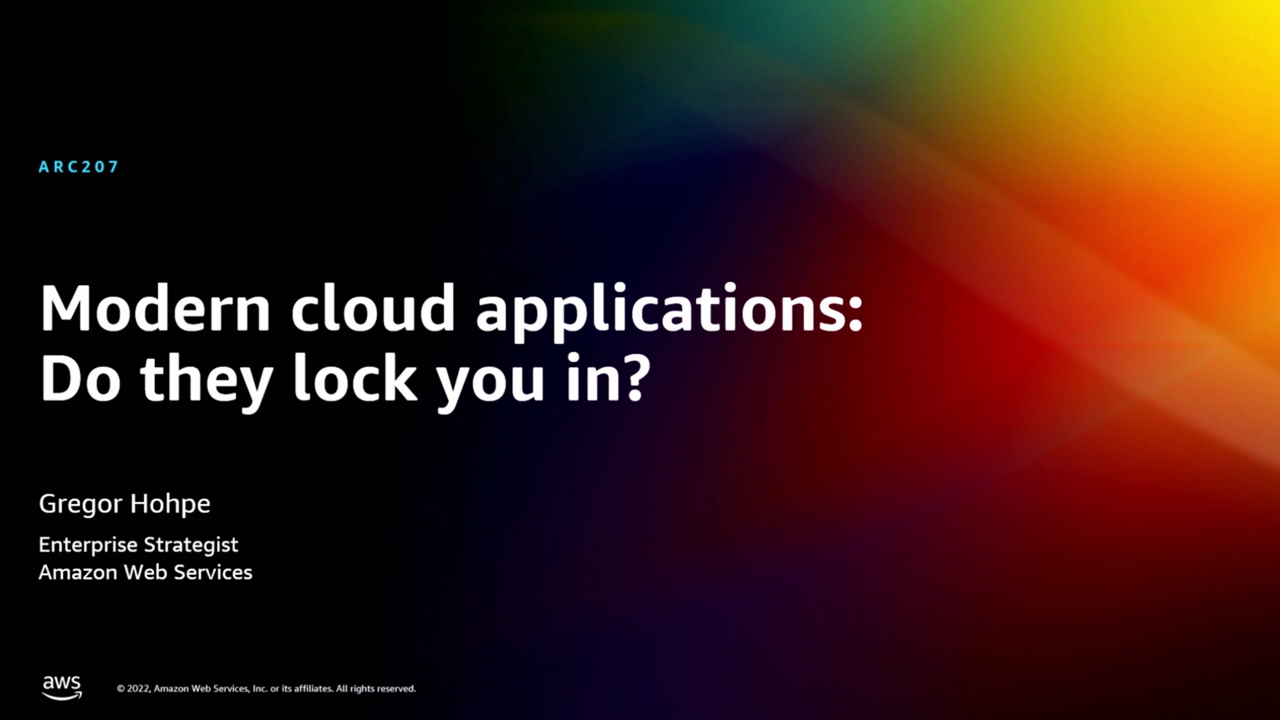 ARC207
Modern cloud applications:
Do they lock you in?
Gregor Hohpe
Enterprise Strategist
Amazon Web Services
aws
© 2022, Amazon Web Services, Inc. or its affiliates. All rights reserved.